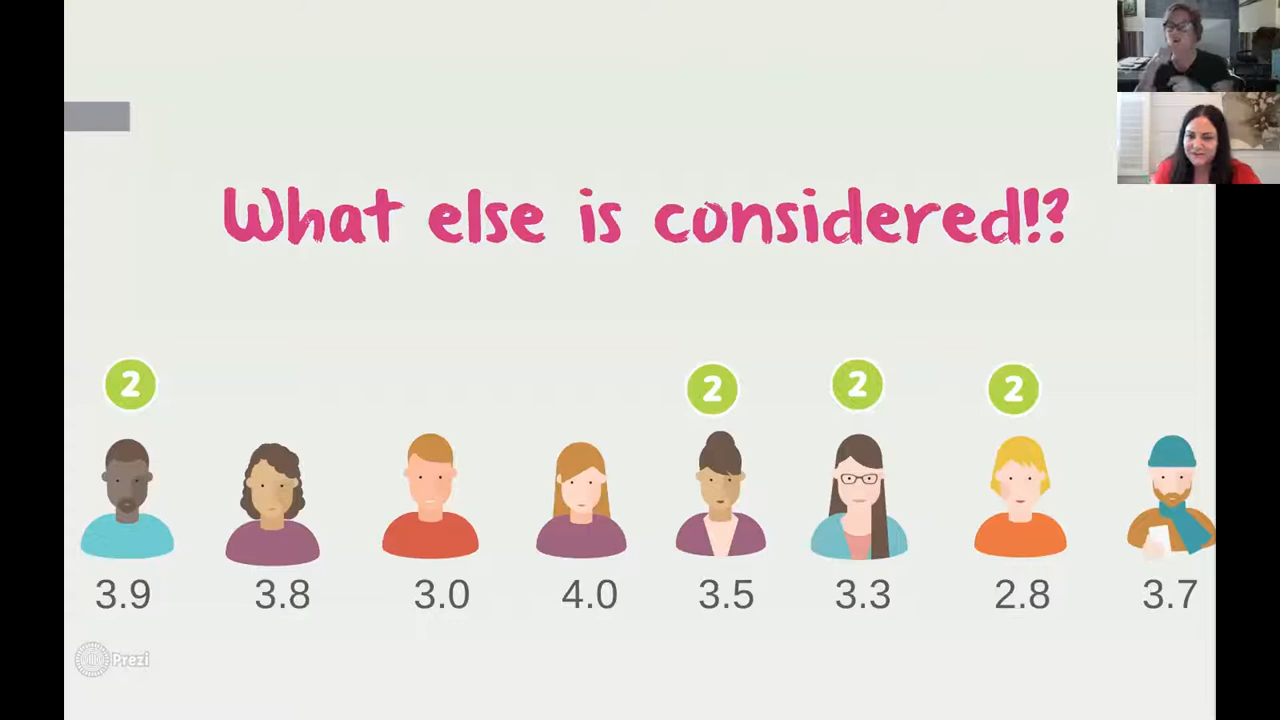 What else is considered!?
2 2 2 2
3.9 3.8 3.0 4.0 3.5 3.3 2.8 3.7
Prezi